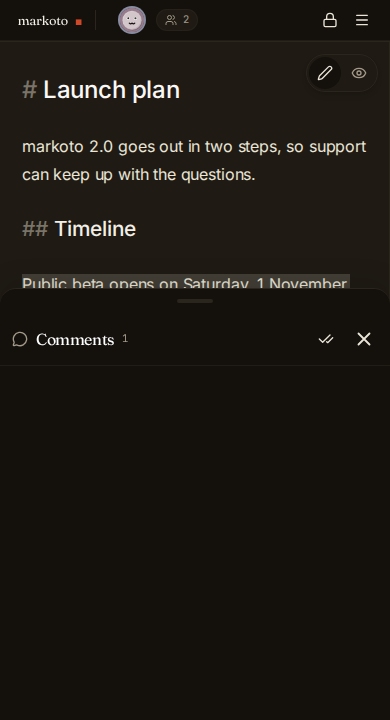 markoto
2
# Launch plan
markoto 2.0 goes out in two steps, so support
can keep up with the questions.
## Timeline
Public beta opens on Saturday, 1 November.
Comments 1